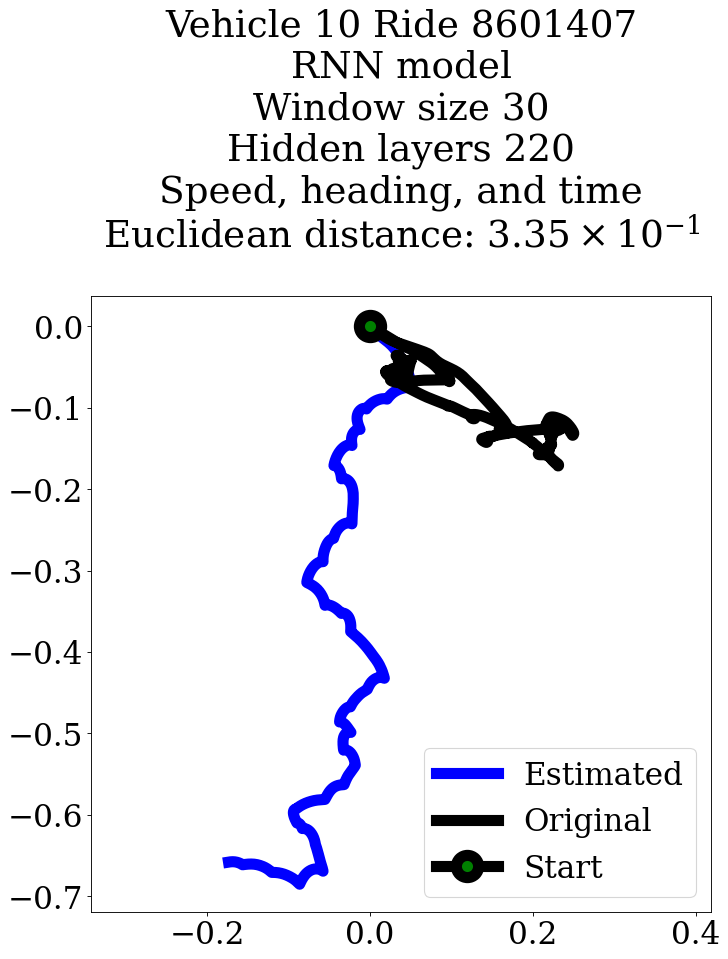 Vehicle 10 Ride 8601407
RNN model
Window size 30
Hidden layers 220
Speed, heading, and time
Euclidean distance: 3.35 × 10⁻¹
0.0
−0.1
−0.2
−0.3
−0.4
−0.5
−0.6
−0.7
Estimated
Original
Start
−0.2 0.0 0.2 0.4